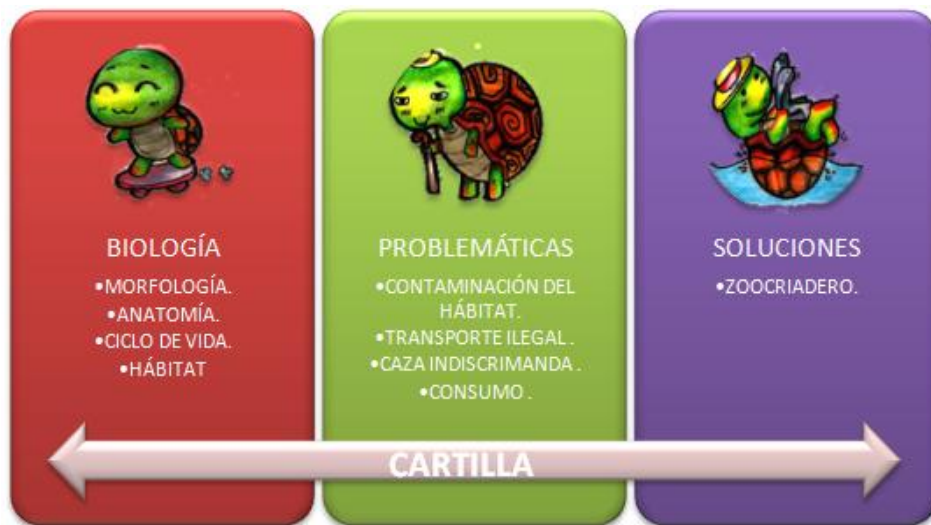 BIOLOGÍA
•MORFOLOGÍA.
•ANATOMÍA.
•CICLO DE VIDA.
•HÁBITAT
PROBLEMÁTICAS
•CONTAMINACIÓN DEL
HÁBITAT.
•TRANSPORTE ILEGAL .
•CAZA INDISCRIMANDA .
•CONSUMO .
SOLUCIONES
•ZOOCRIADERO.
CARTILLA